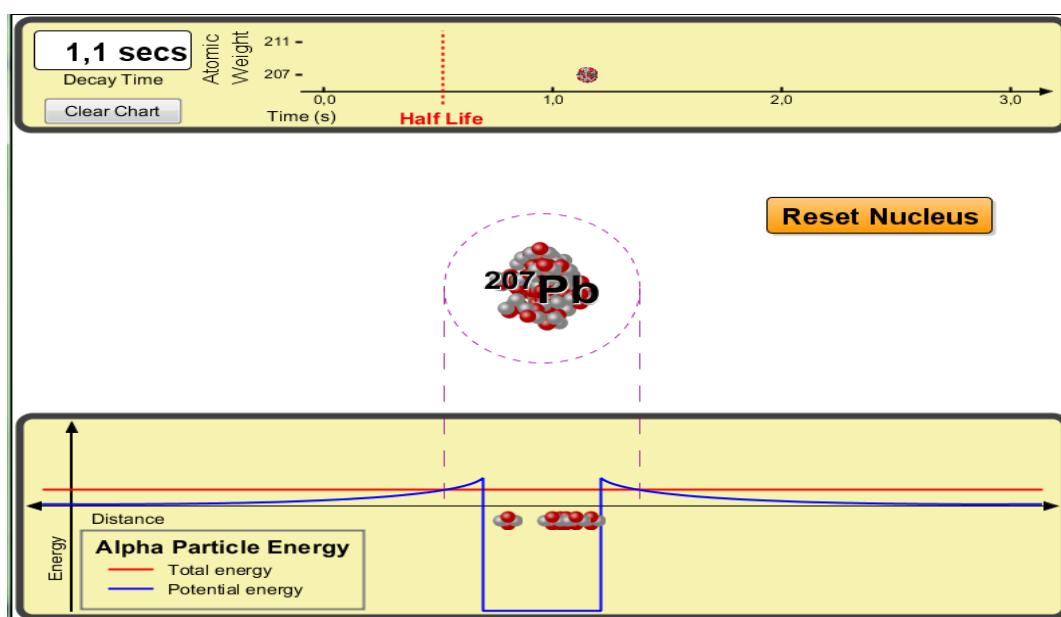 1,1 secs
Decay Time
Clear Chart
Atomic
Weight
211
207
0,0 1,0 2,0 3,0
Time (s)
Half Life
Reset Nucleus
207Pb
Energy
Distance
Alpha Particle Energy
Total energy
Potential energy